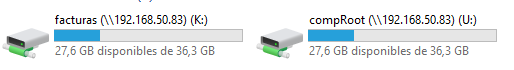 facturas (\\192.168.50.83) (K:)
27,6 GB disponibles de 36,3 GB
compRoot (\\192.168.50.83) (U:)
27,6 GB disponibles de 36,3 GB